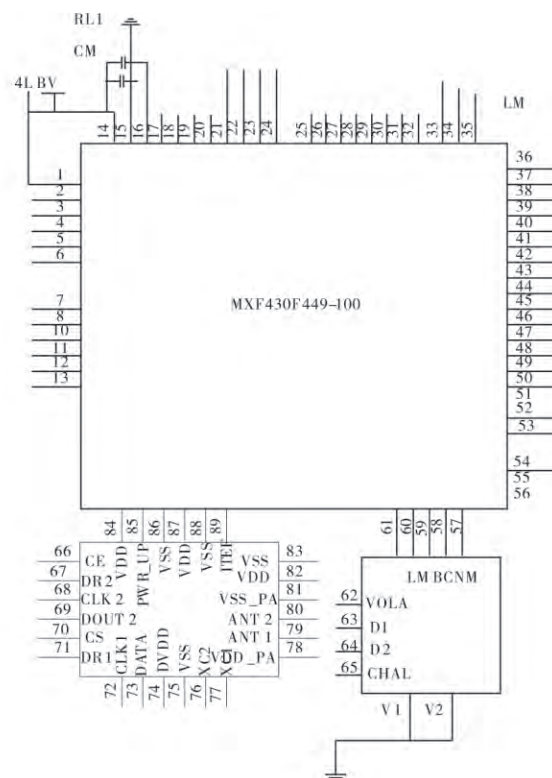 RL1
CM
4L BV
LM
14 15 16 17 18 19 20 21 22 23 24 25 26 27 28 29 30 31 32 33 34 35
1
2
3
4
5
6
7
8
10
11
12
13
MXF430F449-100
36
37
38
39
40
41
42
43
44
45
46
47
48
49
50
51
52
53
54
55
56
84 85 86 87 88 89
61 60 59 58 57
VDD PWR_UP VSS VDD VSS ITEF
66 CE
67 DR2
68 CLK 2
69 DOUT 2
70 CS
71 DR1
VSS 83
VDD 82
VSS_PA 81
ANT 2 80
ANT 1 79
VDD_PA 78
CLK1 DATA DVDD VSS XC2 XC1
72 73 74 75 76 77
LM BCNM
62 VOLA
63 D1
64 D2
65 CHAL
V1 V2